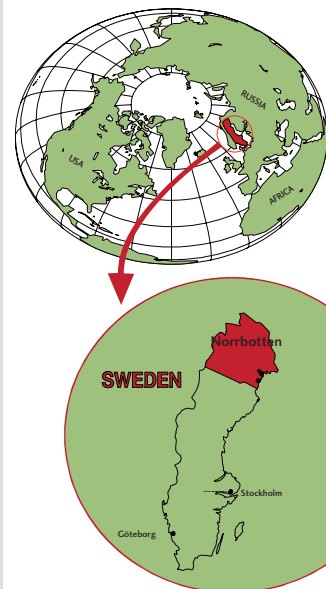 RUSSIA
USA
AFRICA
Norrbotten
SWEDEN
Stockholm
Göteborg